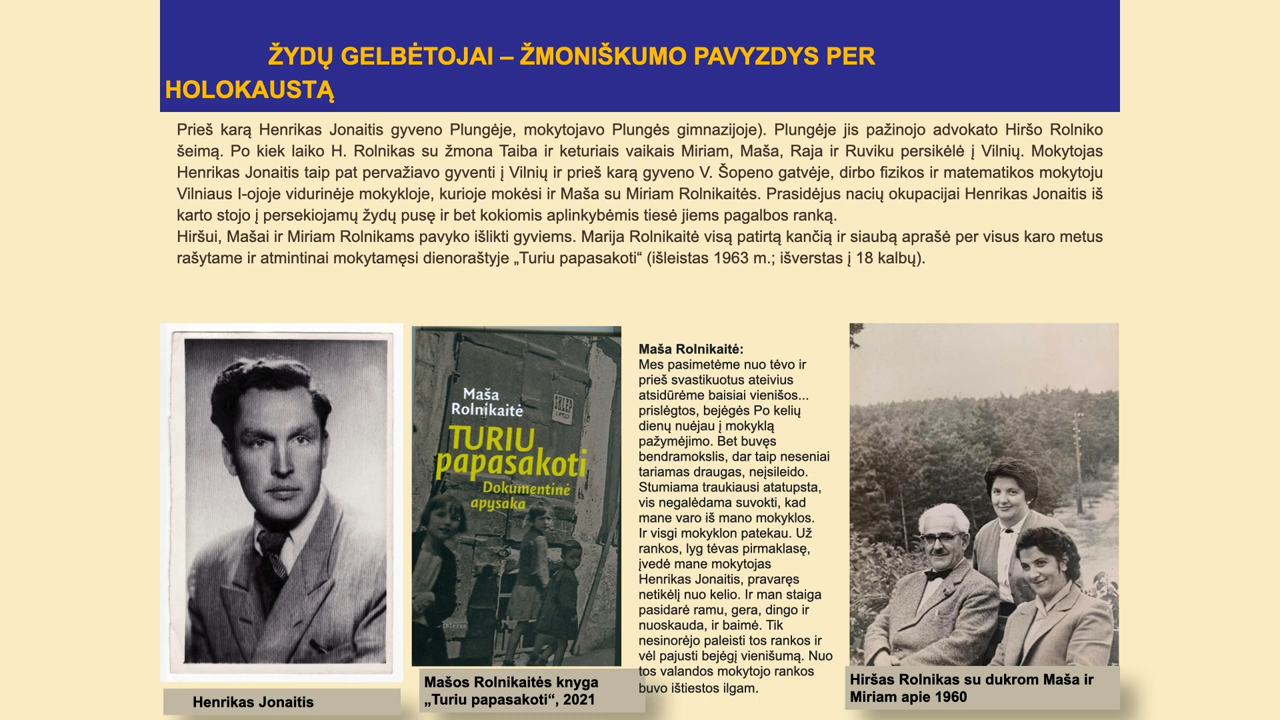 ŽYDŲ GELBĖTOJAI – ŽMONIŠKUMO PAVYZDYS PER
HOLOKAUSTĄ
Prieš karą Henrikas Jonaitis gyveno Plungėje, mokytojavo Plungės gimnazijoje). Plungėje jis pažinojo advokato Hiršo Rolniko
šeimą. Po kiek laiko H. Rolnikas su žmona Taiba ir keturiais vaikais Miriam, Maša, Raja ir Ruviku persikėlė į Vilnių. Mokytojas
Henrikas Jonaitis taip pat pervažiavo gyventi į Vilnių ir prieš karą gyveno V. Šopeno gatvėje, dirbo fizikos ir matematikos mokytoju
Vilniaus I-ojoje vidurinėje mokykloje, kurioje mokėsi ir Maša su Miriam Rolnikaitės. Prasidėjus nacių okupacijai Henrikas Jonaitis iš
karto stojo į persekiojamų žydų pusę ir bet kokiomis aplinkybėmis tiesė jiems pagalbos ranką.
Hiršui, Mašai ir Miriam Rolnikams pavyko išlikti gyviems. Marija Rolnikaitė visą patirtą kančią ir siaubą aprašė per visus karo metus
rašytame ir atmintinai mokytamęsi dienoraštyje „Turiu papasakoti“ (išleistas 1963 m.; išverstas į 18 kalbų).
Henrikas Jonaitis
SKLEP
Maša
Rolnikaitė
TURIU
papasakoti
Dokumentinė
apysaka
Mašos Rolnikaitės knyga
„Turiu papasakoti“, 2021
Maša Rolnikaitė:
Mes pasimetėme nuo tėvo ir
prieš svastikuotus ateivius
atsidūrėme baisiai vienišos...
prislėgtos, bejėgės Po kelių
dienų nuėjau į mokyklą
pažymėjimo. Bet buvęs
bendramokslis, dar taip neseniai
tariamas draugas, neįsileido.
Stumiama traukiausi atatupsta,
vis negalėdama suvokti, kad
mane varo iš mano mokyklos.
Ir visgi mokyklon patekau. Už
rankos, lyg tėvas pirmaklasę,
įvedė mane mokytojas
Henrikas Jonaitis, pravaręs
netikėlį nuo kelio. Ir man staiga
pasidarė ramu, gera, dingo ir
nuoskauda, ir baimė. Tik
nesinorėjo paleisti tos rankos ir
vėl pajusti bejėgį vienišumą. Nuo
tos valandos mokytojo rankos
buvo ištiestos ilgam.
Hiršas Rolnikas su dukrom Maša ir
Miriam apie 1960